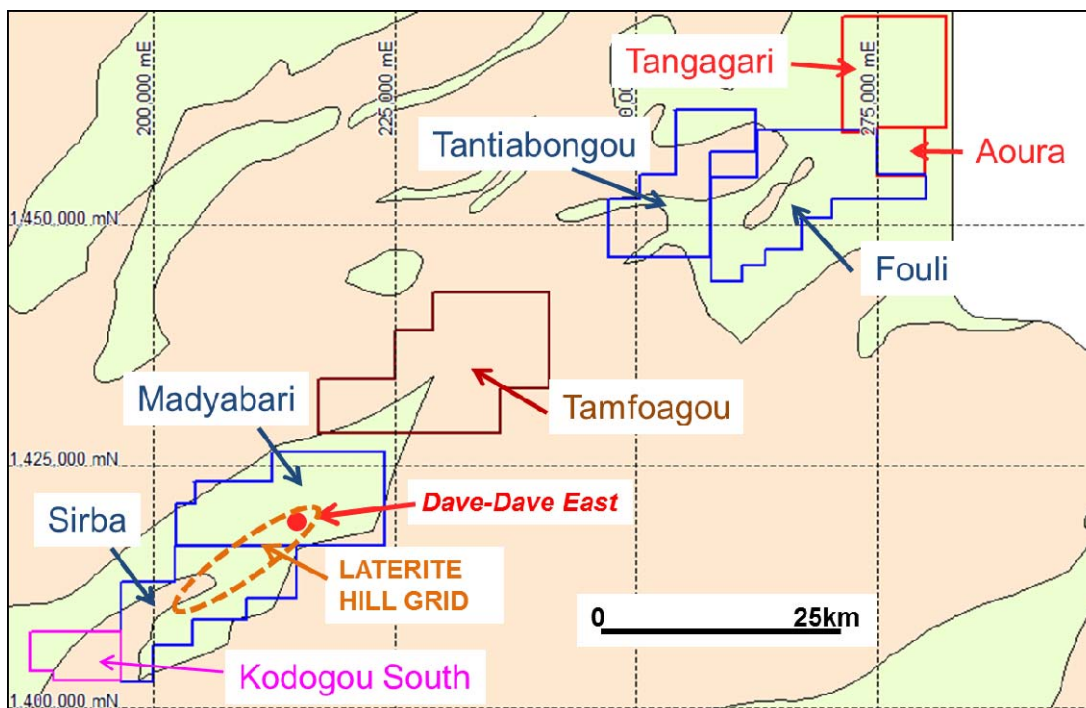 200,000 mE
225,000 mE
275,000 mE
Tangagari
Tantiabongou
Aoura
1,450,000 mN
Fouli
Madyabari
Tamfoagou
1,425,000 mN
Dave-Dave East
Sirba
LATERITE
HILL GRID
0 25km
Kodogou South
1,400,000 mN